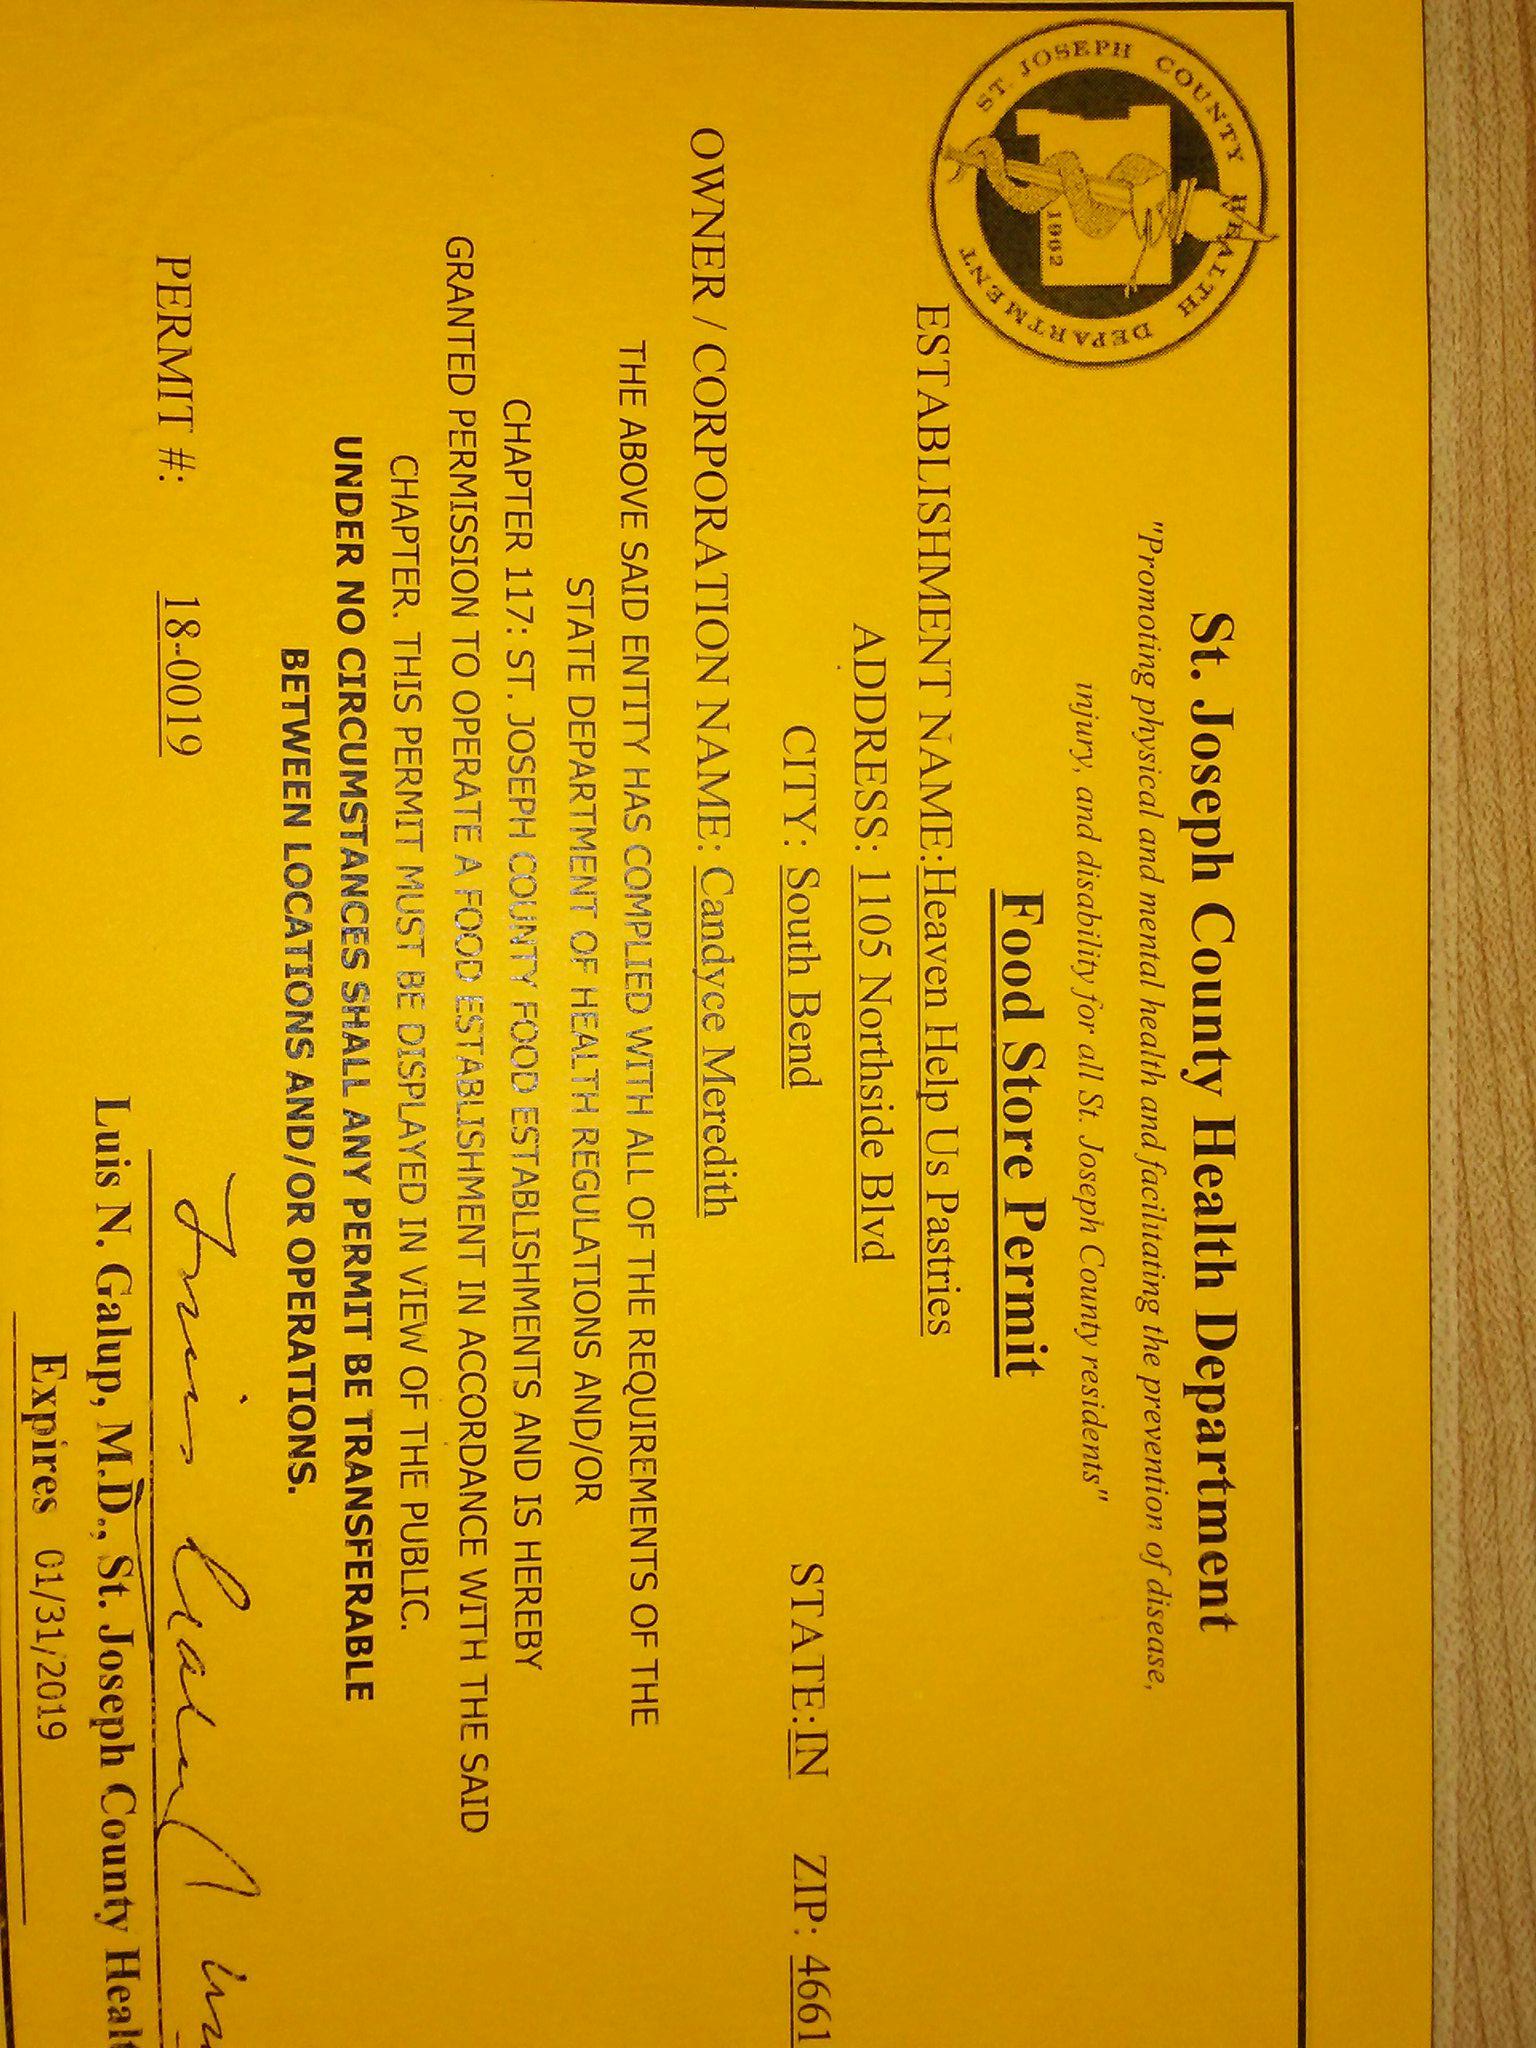 ST. JOSEPH COUNTY HEALTH DEPARTMENT
1992
St. Joseph County Health Department
"Promoting physical and mental health and facilitating the prevention of disease,
injury, and disability for all St. Joseph County residents"
Food Store Permit
ESTABLISHMENT NAME:Heaven Help Us Pastries
ADDRESS: 1105 Northside Blvd
CITY: South Bend STATE:IN ZIP: 4661
OWNER / CORPORATION NAME: Candyce Meredith
THE ABOVE SAID ENTITY HAS COMPLIED WITH ALL OF THE REQUIREMENTS OF THE
STATE DEPARTMENT OF HEALTH REGULATIONS AND/OR
CHAPTER 117: ST. JOSEPH COUNTY FOOD ESTABLISHMENTS AND IS HEREBY
GRANTED PERMISSION TO OPERATE A FOOD ESTABLISHMENT IN ACCORDANCE WITH THE SAID
CHAPTER. THIS PERMIT MUST BE DISPLAYED IN VIEW OF THE PUBLIC.
UNDER NO CIRCUMSTANCES SHALL ANY PERMIT BE TRANSFERABLE
BETWEEN LOCATIONS AND/OR OPERATIONS.
PERMIT #: 18-0019
Luis N. Galup, M.D., St. Joseph County Healt
Expires 01/31/2019